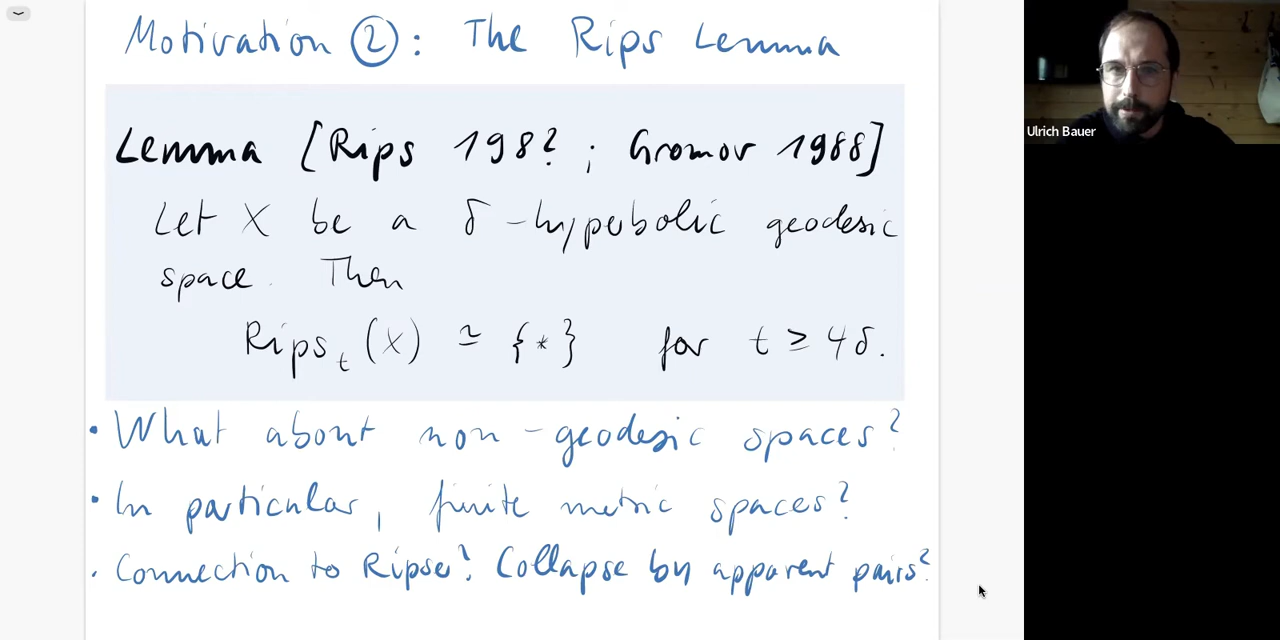 Motivation ②: The Rips Lemma
Lemma [Rips 198?; Gromov 1988]
Let X be a δ-hyperbolic geodesic
space. Then
Rips_t (X) ≃ {*} for t ≥ 4δ.
• What about non-geodesic spaces?
• In particular, finite metric spaces?
• Connection to Ripser? Collapse by apparent pairs?
Ulrich Bauer